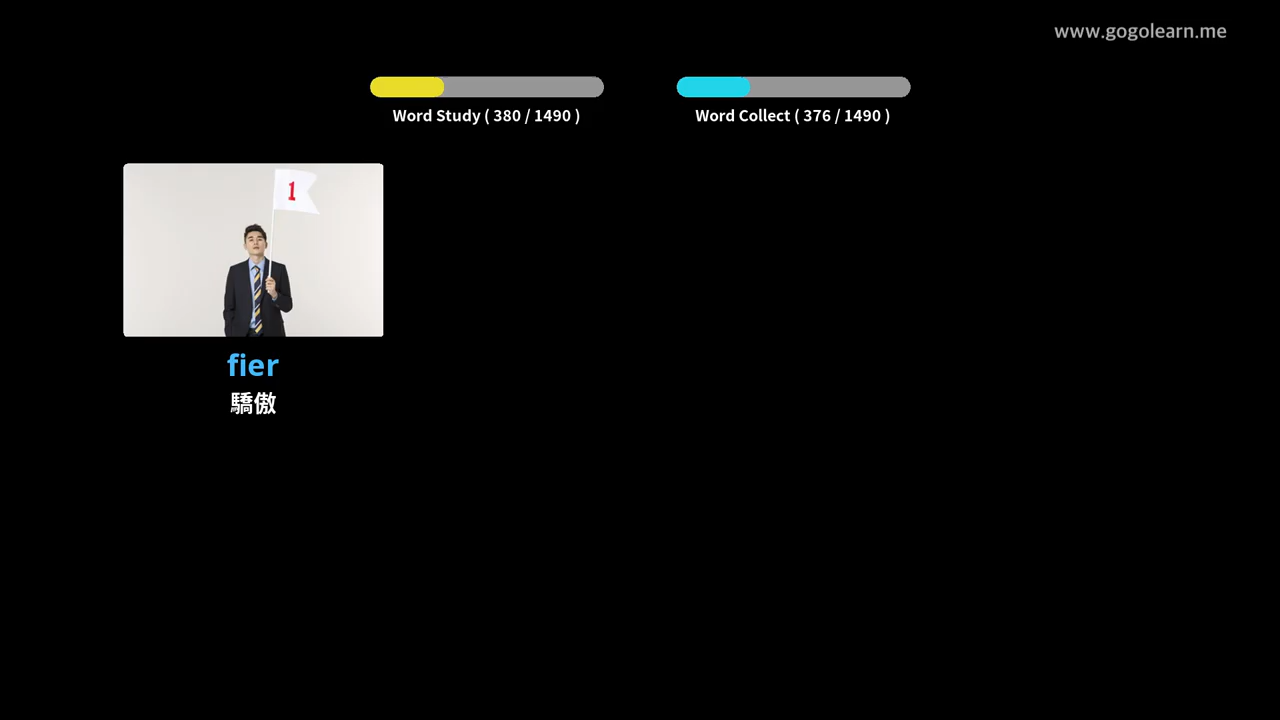 www.gogolearn.me
Word Study ( 380 / 1490 )
Word Collect ( 376 / 1490 )
1
fier
驕傲